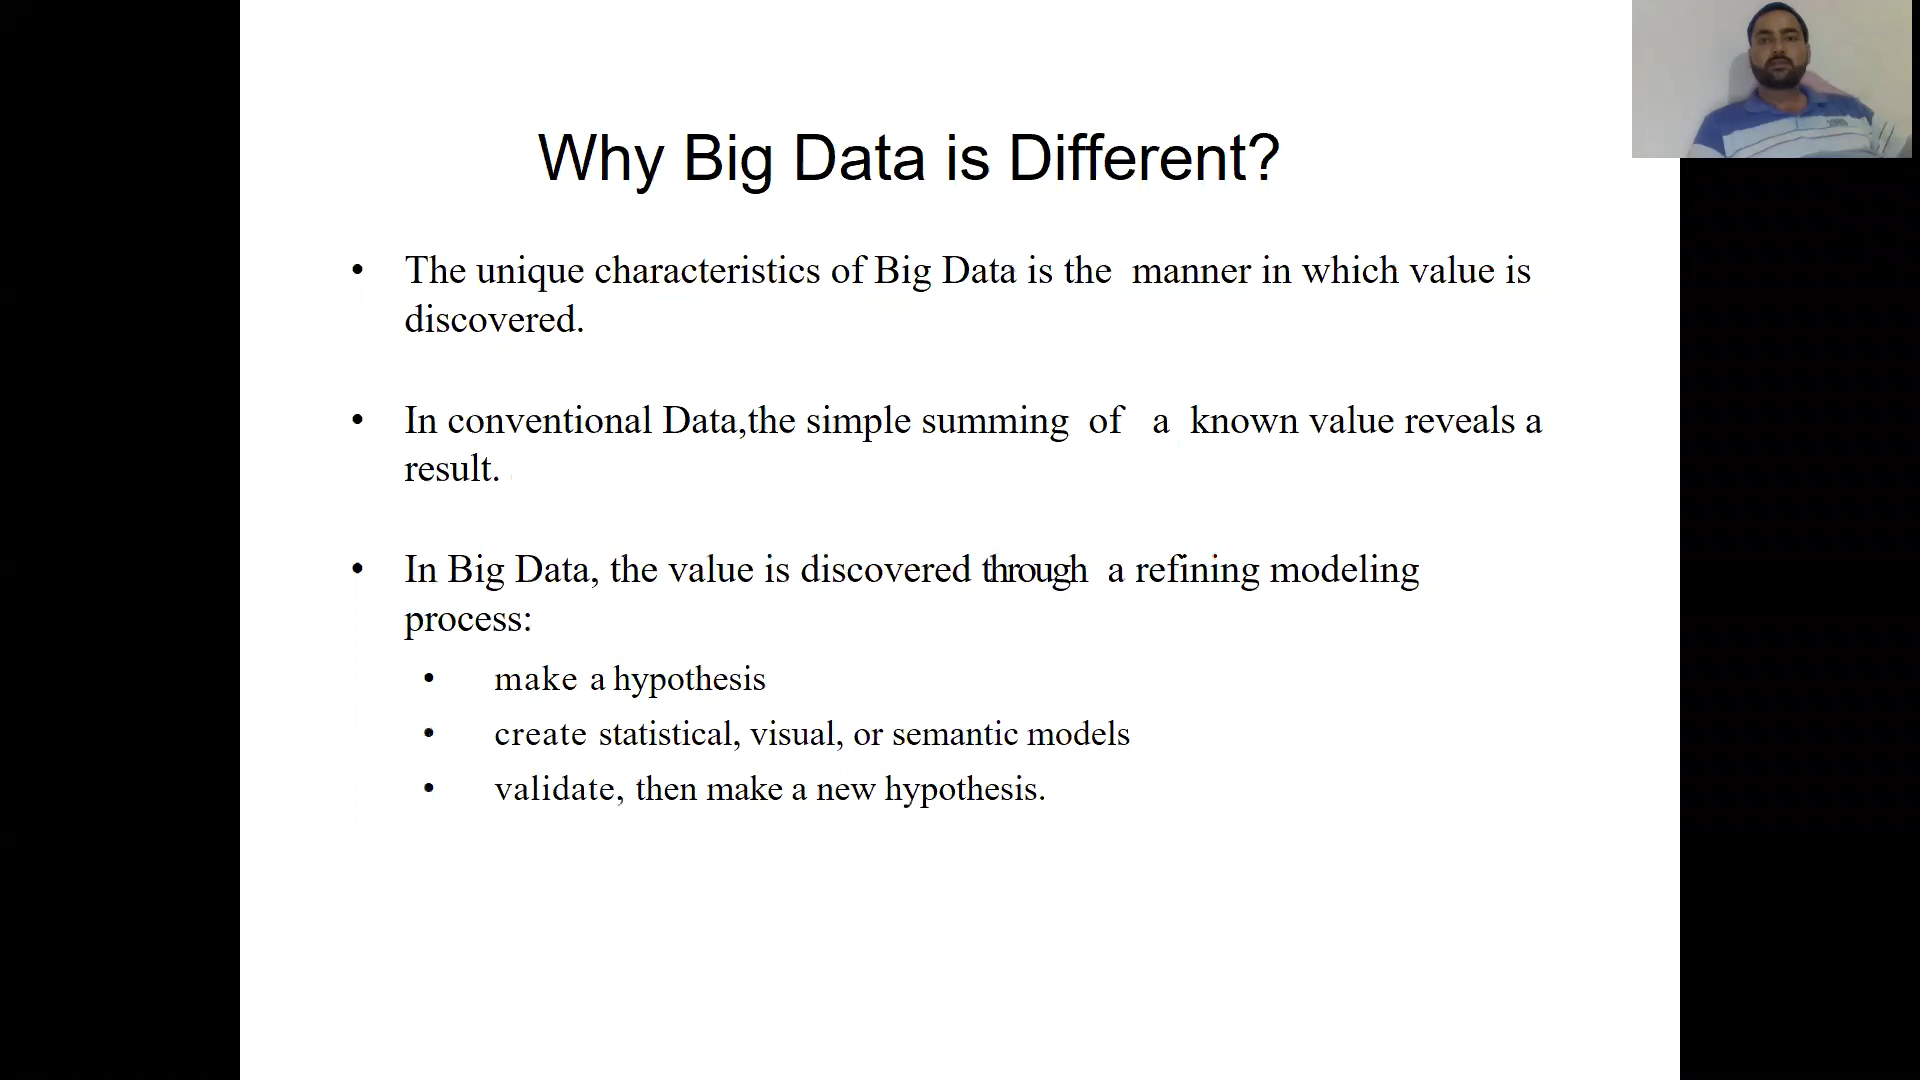 Why Big Data is Different?
• The unique characteristics of Big Data is the manner in which value is
discovered.
• In conventional Data,the simple summing of a known value reveals a
result.
• In Big Data, the value is discovered through a refining modeling
process:
• make a hypothesis
• create statistical, visual, or semantic models
• validate, then make a new hypothesis.